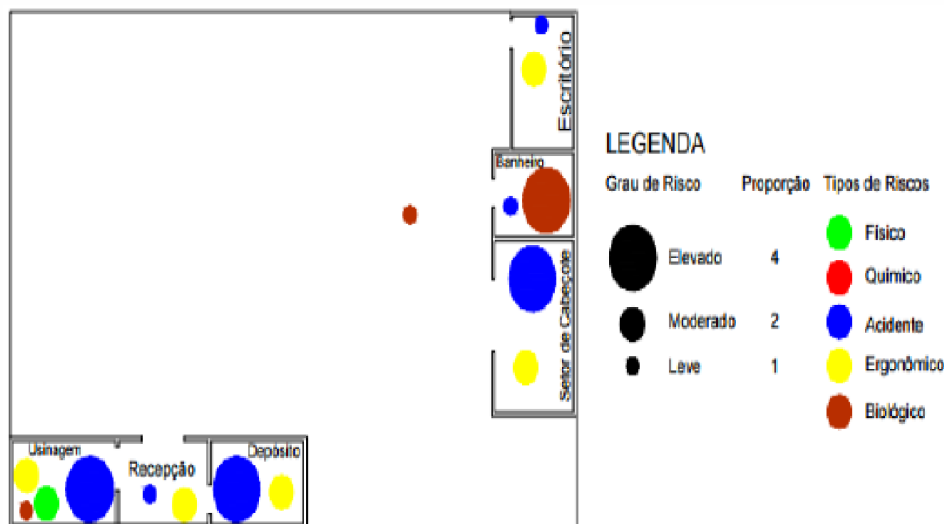 Escritório
Banheiro
Setor de Cabeçote
Usinagem
Recepção
Depósito
LEGENDA
Grau de Risco Proporção Tipos de Riscos
Elevado 4
Moderado 2
Leve 1
Físico
Químico
Acidente
Ergonômico
Biológico